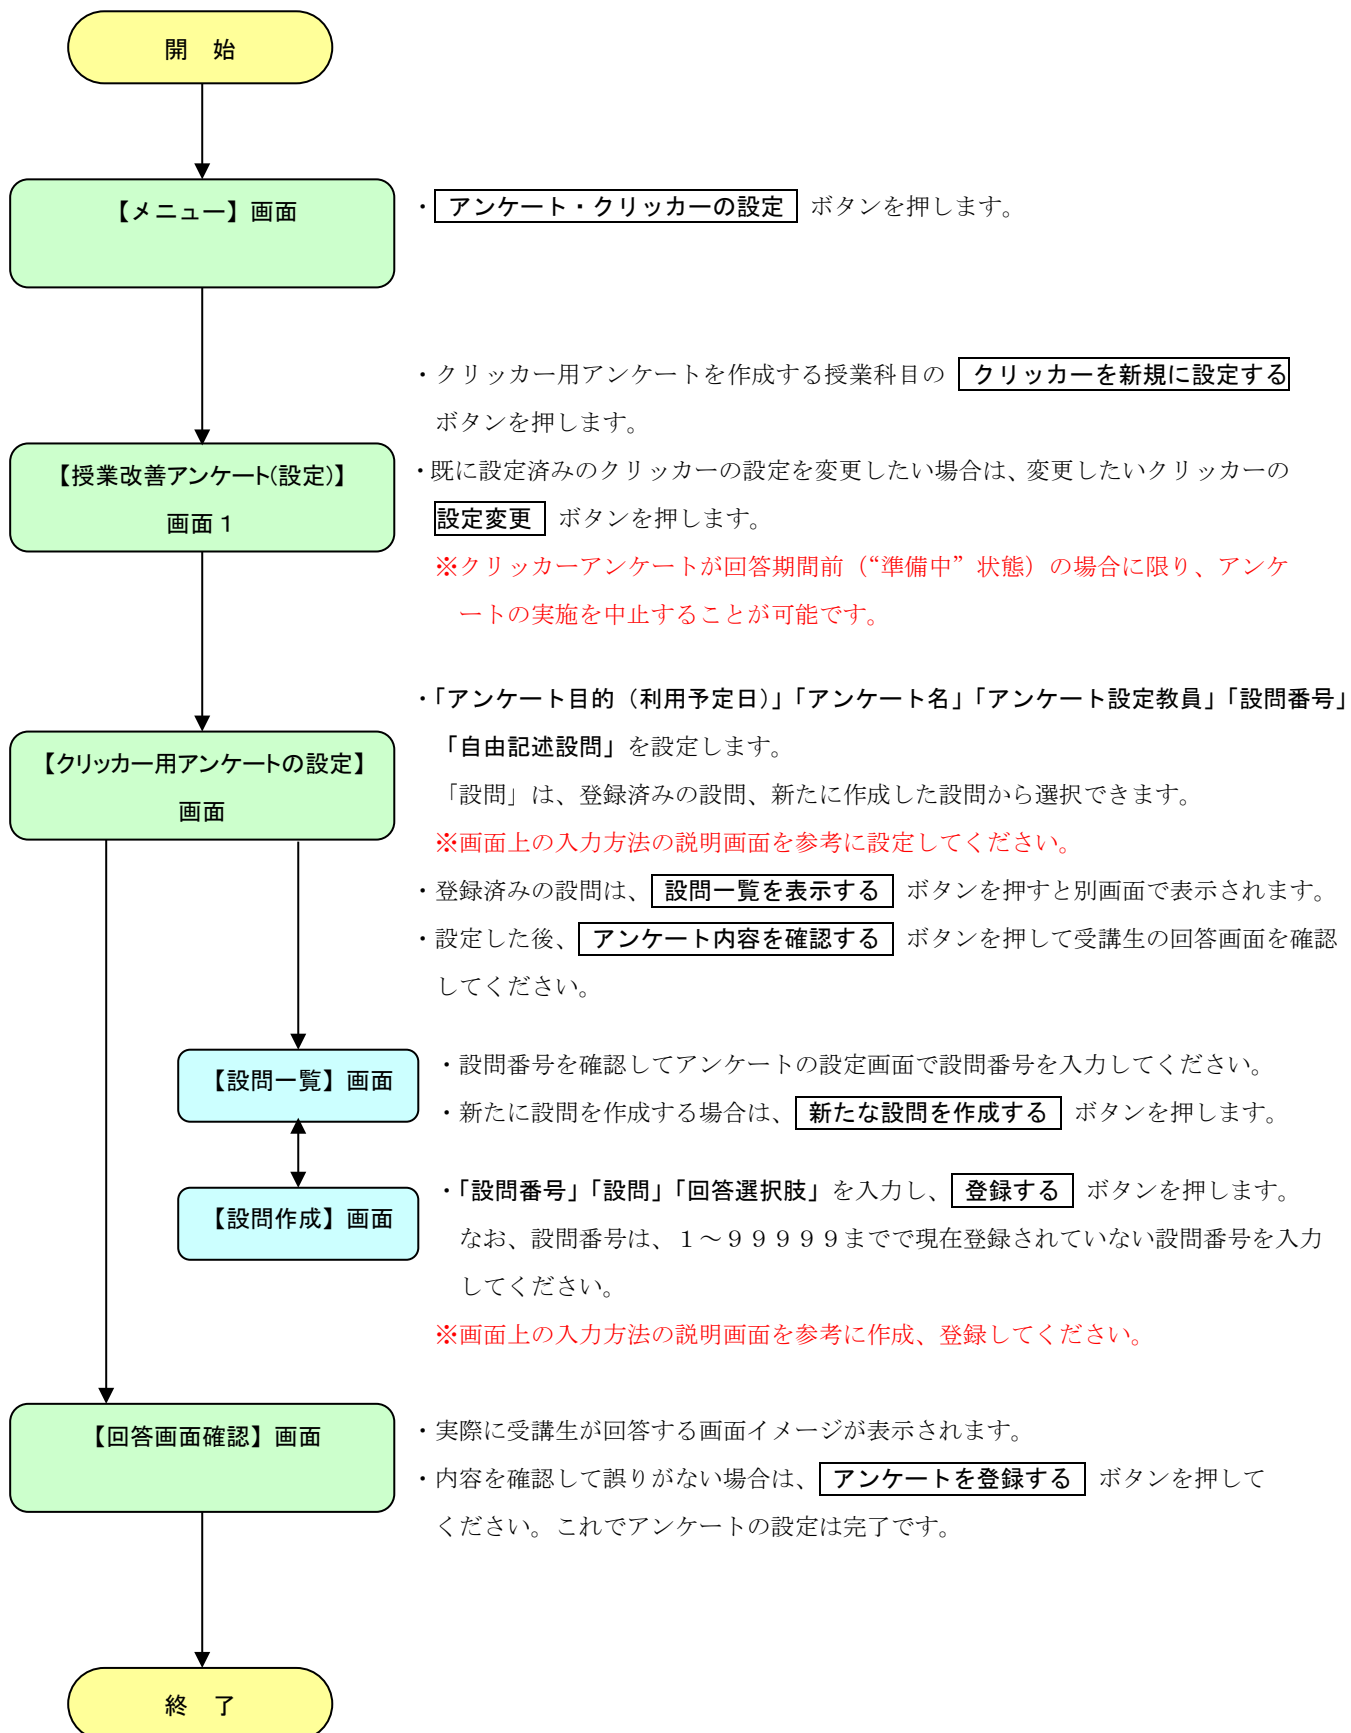 開　始
【メニュー】画面
・ アンケート・クリッカーの設定 ボタンを押します。
・クリッカー用アンケートを作成する授業科目の クリッカーを新規に設定する
ボタンを押します。
【授業改善アンケート(設定)】
画面１
・既に設定済みのクリッカーの設定を変更したい場合は、変更したいクリッカーの
設定変更 ボタンを押します。
※クリッカーアンケートが回答期間前（“準備中”状態）の場合に限り、アンケ
ートの実施を中止することが可能です。
・「アンケート目的（利用予定日）」「アンケート名」「アンケート設定教員」「設問番号」
「自由記述設問」を設定します。
【クリッカー用アンケートの設定】
画面
「設問」は、登録済みの設問、新たに作成した設問から選択できます。
※画面上の入力方法の説明画面を参考に設定してください。
・登録済みの設問は、 設問一覧を表示する ボタンを押すと別画面で表示されます。
・設定した後、 アンケート内容を確認する ボタンを押して受講生の回答画面を確認
してください。
【設問一覧】画面
・設問番号を確認してアンケートの設定画面で設問番号を入力してください。
・新たに設問を作成する場合は、 新たな設問を作成する ボタンを押します。
【設問作成】画面
・「設問番号」「設問」「回答選択肢」を入力し、 登録する ボタンを押します。
なお、設問番号は、１～９９９９９までで現在登録されていない設問番号を入力
してください。
※画面上の入力方法の説明画面を参考に作成、登録してください。
【回答画面確認】画面
・実際に受講生が回答する画面イメージが表示されます。
・内容を確認して誤りがない場合は、 アンケートを登録する ボタンを押して
ください。これでアンケートの設定は完了です。
終　了